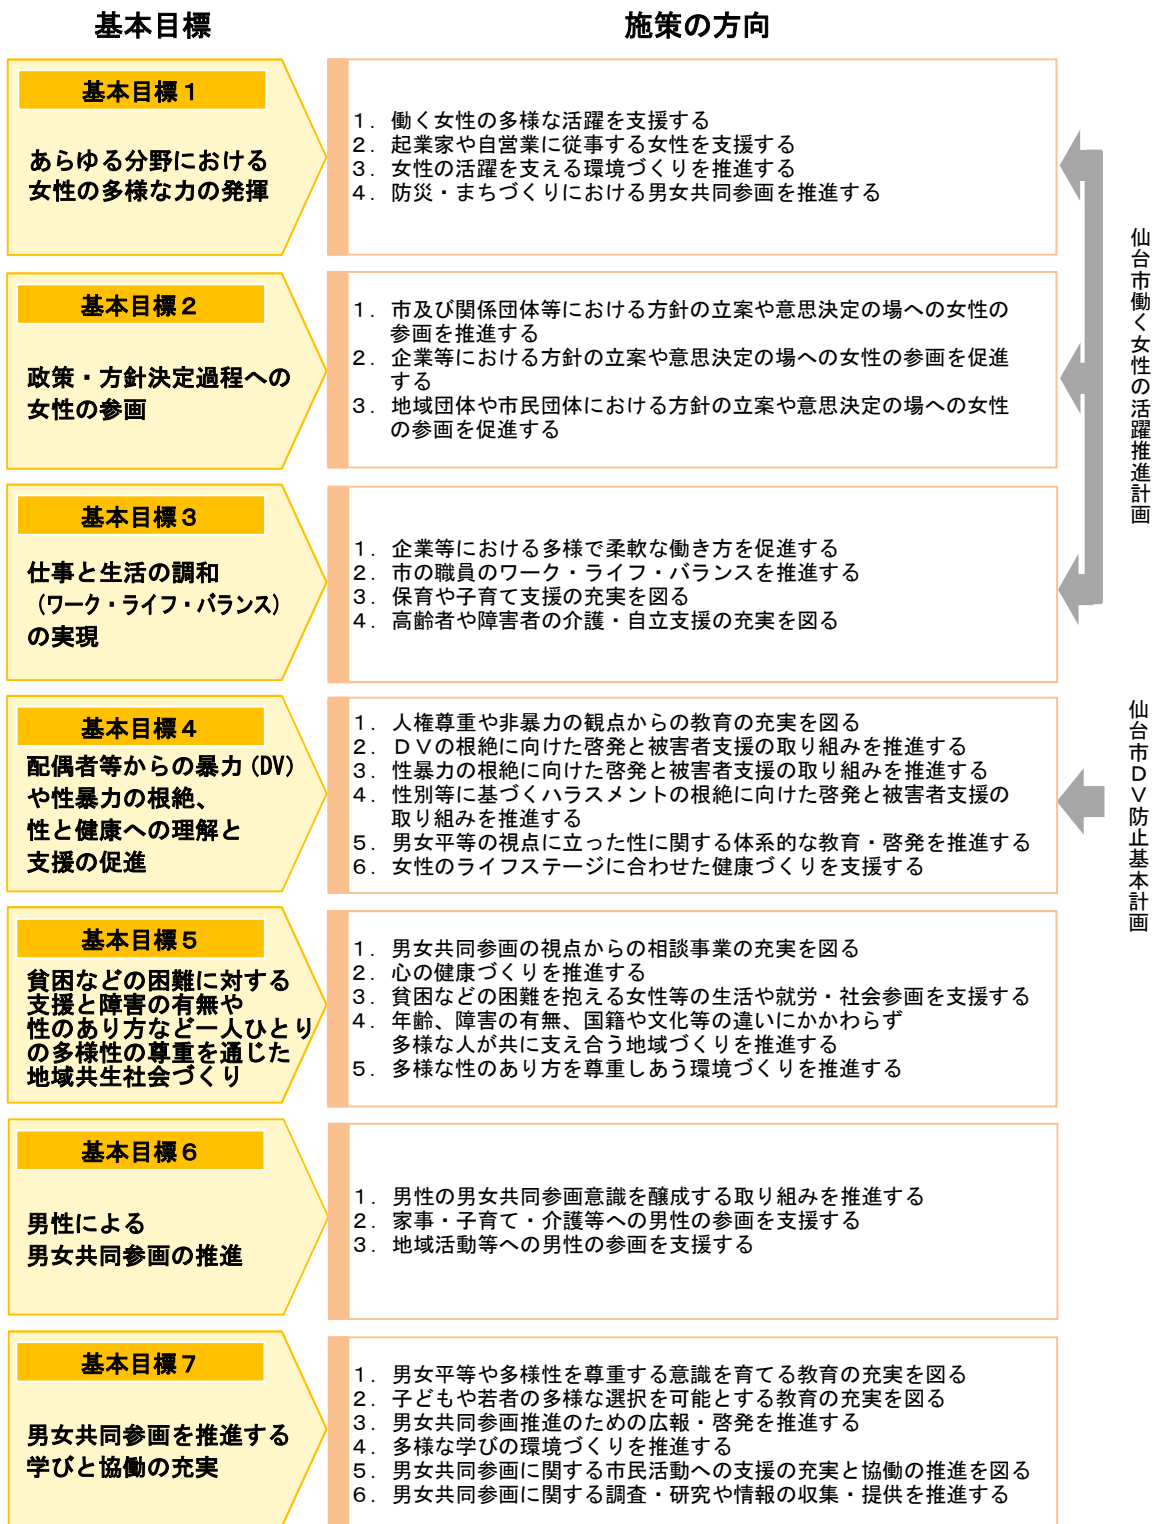 基本目標
施策の方向
基本目標１
あらゆる分野における
女性の多様な力の発揮
１．働く女性の多様な活躍を支援する
２．起業家や自営業に従事する女性を支援する
３．女性の活躍を支える環境づくりを推進する
４．防災・まちづくりにおける男女共同参画を推進する
基本目標２
政策・方針決定過程への
女性の参画
１．市及び関係団体等における方針の立案や意思決定の場への女性の
参画を推進する
２．企業等における方針の立案や意思決定の場への女性の参画を促進
する
３．地域団体や市民団体における方針の立案や意思決定の場への女性
の参画を促進する
基本目標３
仕事と生活の調和
（ワーク・ライフ・バランス）
の実現
１．企業等における多様で柔軟な働き方を促進する
２．市の職員のワーク・ライフ・バランスを推進する
３．保育や子育て支援の充実を図る
４．高齢者や障害者の介護・自立支援の充実を図る
仙台市働く女性の活躍推進計画
基本目標４
配偶者等からの暴力(DV)
や性暴力の根絶、
性と健康への理解と
支援の促進
１．人権尊重や非暴力の観点からの教育の充実を図る
２．ＤＶの根絶に向けた啓発と被害者支援の取り組みを推進する
３．性暴力の根絶に向けた啓発と被害者支援の取り組みを推進する
４．性別等に基づくハラスメントの根絶に向けた啓発と被害者支援の
取り組みを推進する
５．男女平等の視点に立った性に関する体系的な教育・啓発を推進する
６．女性のライフステージに合わせた健康づくりを支援する
仙台市ＤＶ防止基本計画
基本目標５
貧困などの困難に対する
支援と障害の有無や
性のあり方など一人ひとり
の多様性の尊重を通じた
地域共生社会づくり
１．男女共同参画の視点からの相談事業の充実を図る
２．心の健康づくりを推進する
３．貧困などの困難を抱える女性等の生活や就労・社会参画を支援する
４．年齢、障害の有無、国籍や文化等の違いにかかわらず
多様な人が共に支え合う地域づくりを推進する
５．多様な性のあり方を尊重しあう環境づくりを推進する
基本目標６
男性による
男女共同参画の推進
１．男性の男女共同参画意識を醸成する取り組みを推進する
２．家事・子育て・介護等への男性の参画を支援する
３．地域活動等への男性の参画を支援する
基本目標７
男女共同参画を推進する
学びと協働の充実
１．男女平等や多様性を尊重する意識を育てる教育の充実を図る
２．子どもや若者の多様な選択を可能とする教育の充実を図る
３．男女共同参画推進のための広報・啓発を推進する
４．多様な学びの環境づくりを推進する
５．男女共同参画に関する市民活動への支援の充実と協働の推進を図る
６．男女共同参画に関する調査・研究や情報の収集・提供を推進する